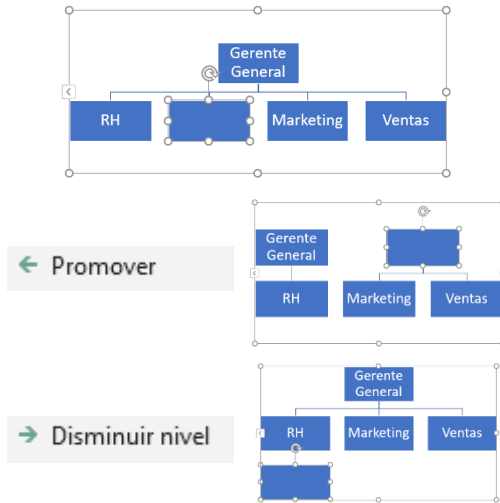 Gerente
General
RH
Marketing
Ventas
← Promover
Gerente
General
RH
Marketing
Ventas
→ Disminuir nivel
Gerente
General
RH
Marketing
Ventas